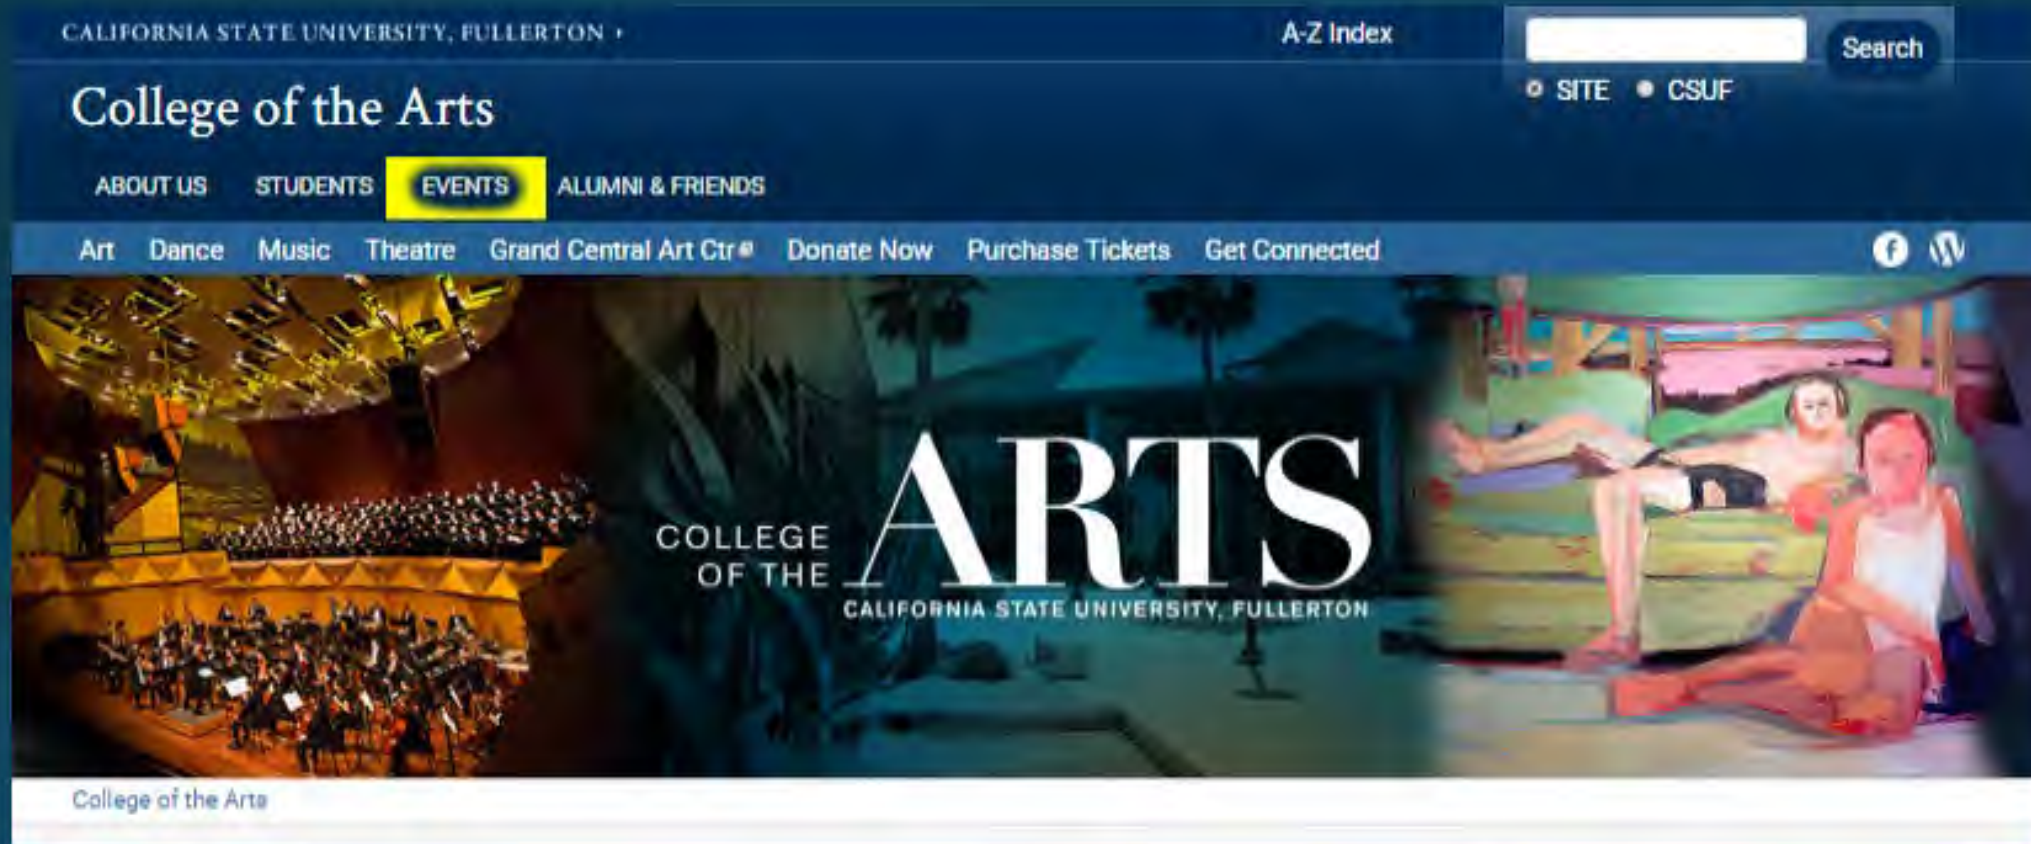 CALIFORNIA STATE UNIVERSITY, FULLERTON
A-Z Index
Search
SITE CSUF
College of the Arts
ABOUT US STUDENTS EVENTS ALUMNI & FRIENDS
Art Dance Music Theatre Grand Central Art Ctr Donate Now Purchase Tickets Get Connected
COLLEGE
OF THE
ARTS
CALIFORNIA STATE UNIVERSITY, FULLERTON
College of the Arts